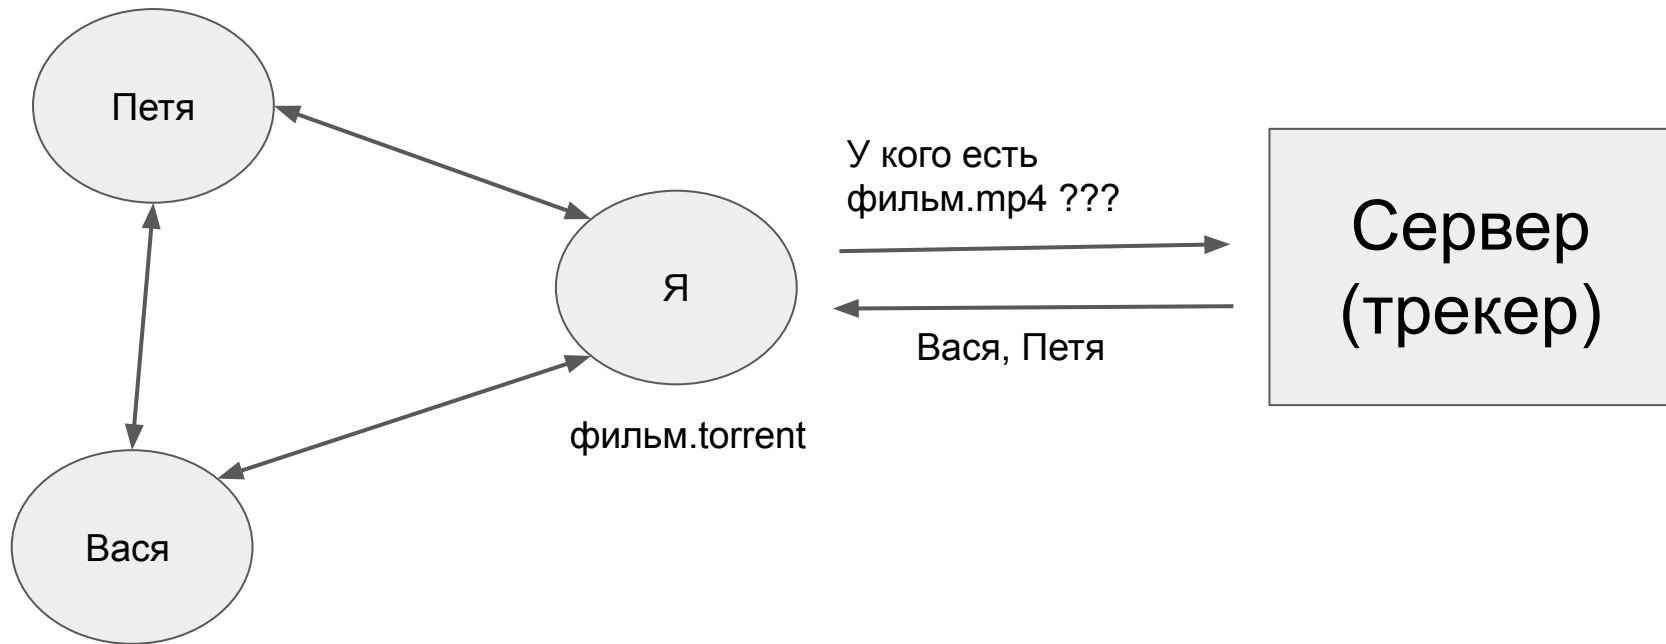 Петя
У кого есть
фильм.mp4 ???
Сервер
(трекер)
Я
Вася, Петя
фильм.torrent
Вася